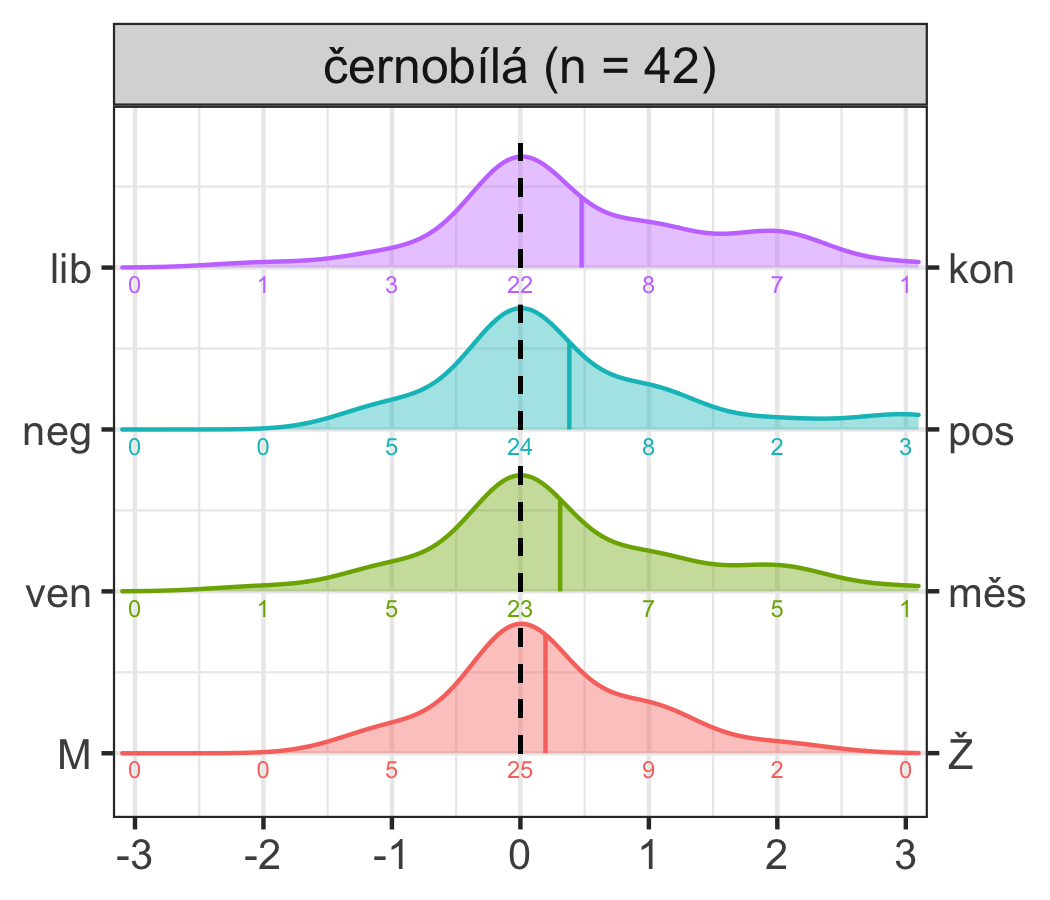 černobílá (n = 42)
lib kon
0 1 3 22 8 7 1
neg pos
0 0 5 24 8 2 3
ven měs
0 1 5 23 7 5 1
M Ž
0 0 5 25 9 2 0
-3 -2 -1 0 1 2 3